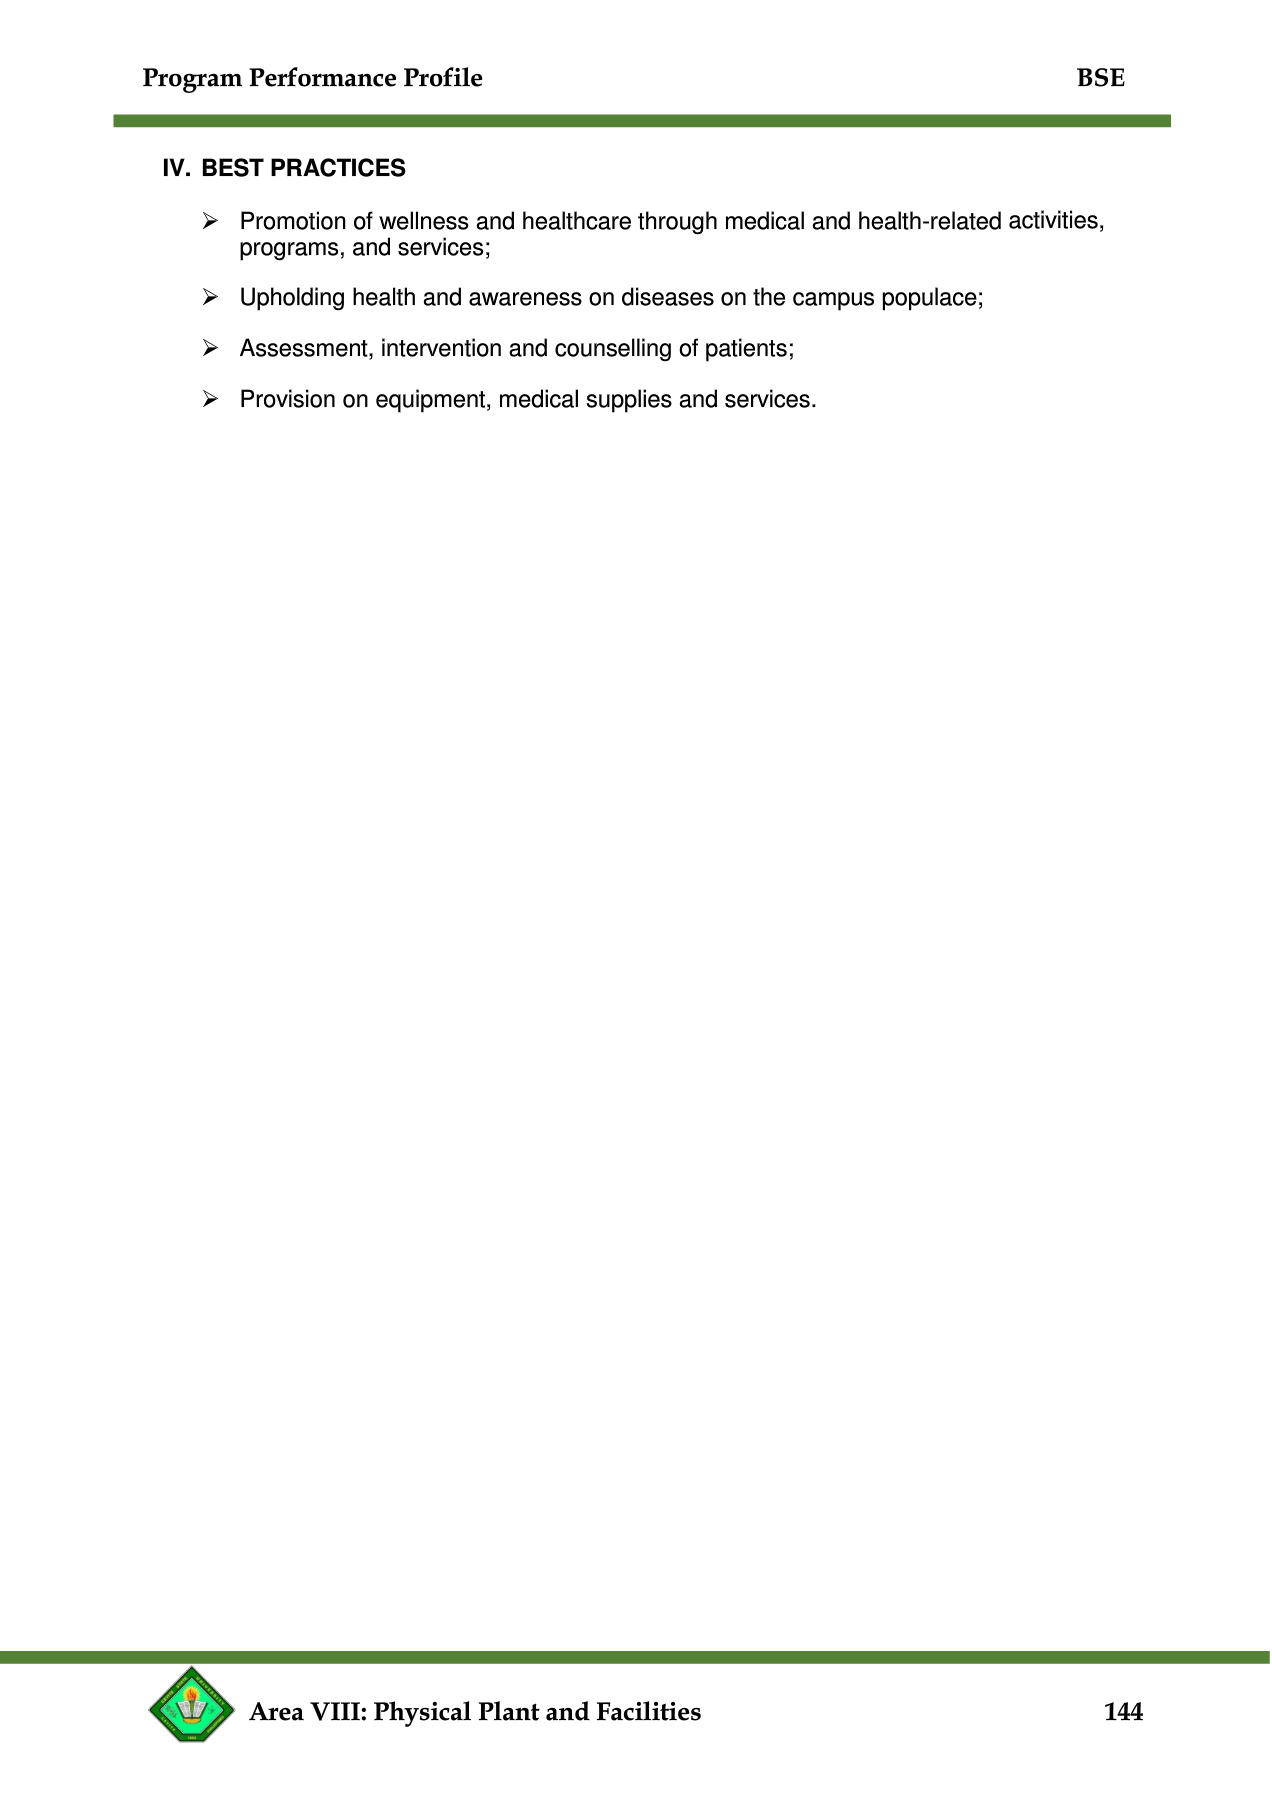 Program Performance Profile BSE
IV. BEST PRACTICES
➢ Promotion of wellness and healthcare through medical and health-related activities,
programs, and services;
➢ Upholding health and awareness on diseases on the campus populace;
➢ Assessment, intervention and counselling of patients;
➢ Provision on equipment, medical supplies and services.
Area VIII: Physical Plant and Facilities 144